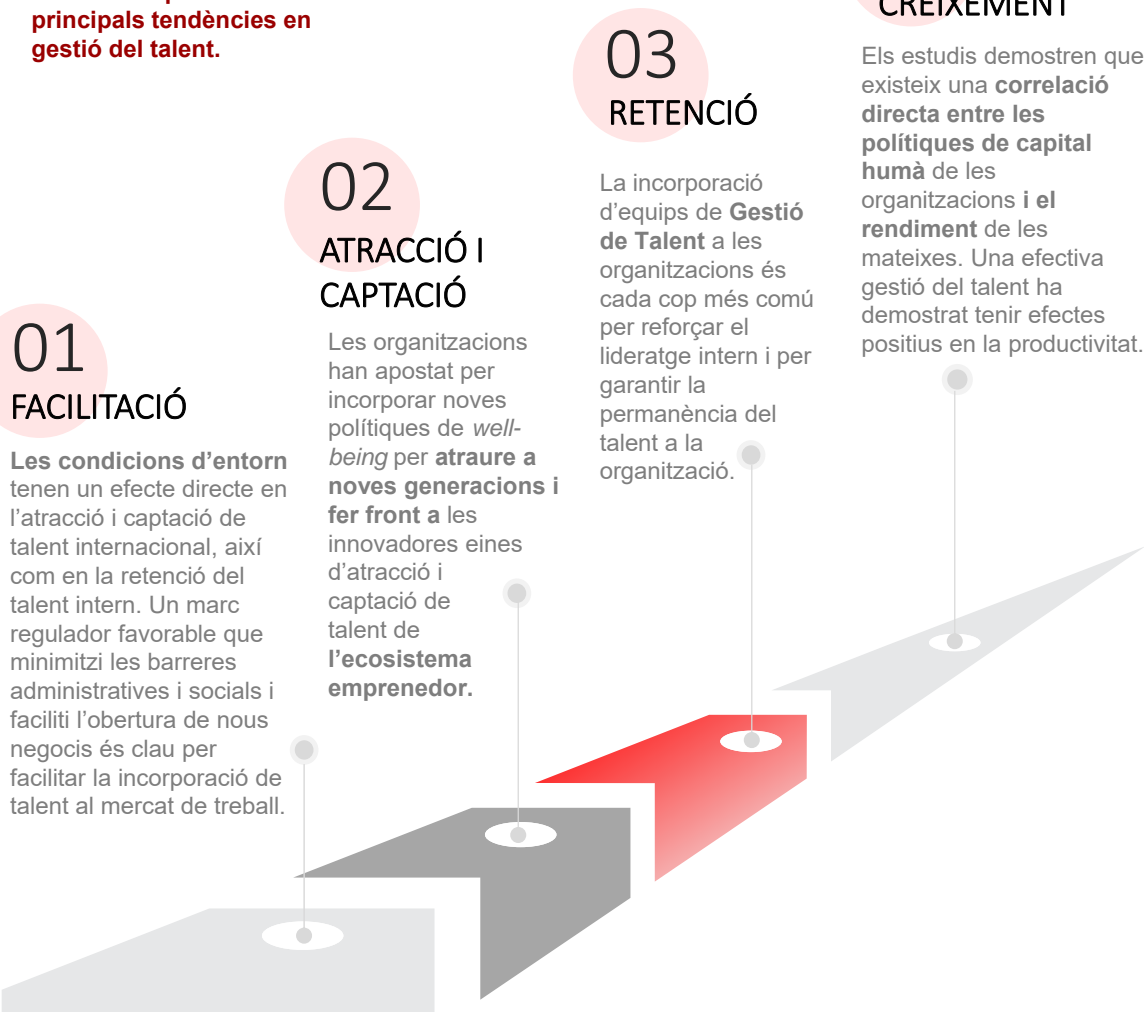 principals tendències en
gestió del talent.
01
FACILITACIÓ
Les condicions d’entorn
tenen un efecte directe en
l’atracció i captació de
talent internacional, així
com en la retenció del
talent intern. Un marc
regulador favorable que
minimitzi les barreres
administratives i socials i
faciliti l’obertura de nous
negocis és clau per
facilitar la incorporació de
talent al mercat de treball.
02
ATRACCIÓ I
CAPTACIÓ
Les organitzacions
han apostat per
incorporar noves
polítiques de well-
being per atraure a
noves generacions i
fer front a les
innovadores eines
d’atracció i
captació de
talent de
l’ecosistema
emprenedor.
03
RETENCIÓ
La incorporació
d’equips de Gestió
de Talent a les
organitzacions és
cada cop més comú
per reforçar el
lideratge intern i per
garantir la
permanència del
talent a la
organització.
CREIXEMENT
Els estudis demostren que
existeix una correlació
directa entre les
polítiques de capital
humà de les
organitzacions i el
rendiment de les
mateixes. Una efectiva
gestió del talent ha
demostrat tenir efectes
positius en la productivitat.